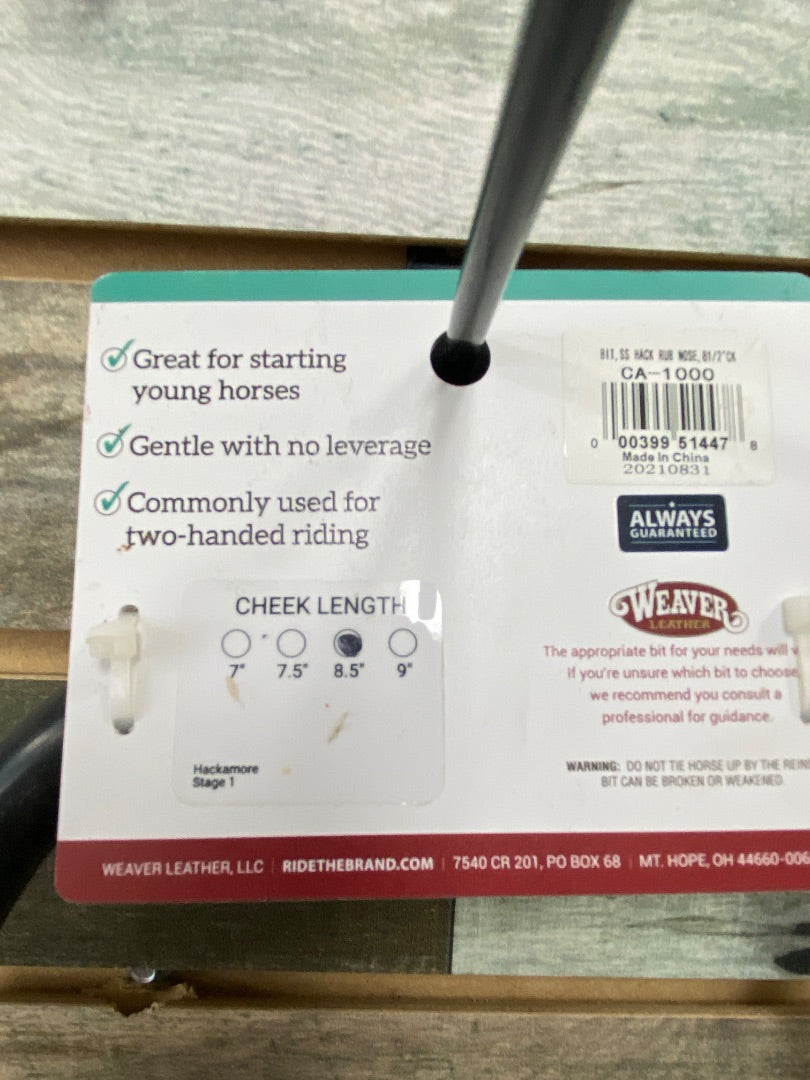 Great for starting
young horses
Gentle with no leverage
Commonly used for
two-handed riding
CHEEK LENGTH
7" 7.5" 8.5" 9"
Hackamore
Stage 1
BIT, SS HACK RUB NOSE, 81/2"CK
CA-1000
0 00399 51447 8
Made In China
20210831
ALWAYS
GUARANTEED
WEAVER
LEATHER
The appropriate bit for your needs will
If you're unsure which bit to choose,
we recommend you consult a
professional for guidance.
WARNING: DO NOT TIE HORSE UP BY THE REINS
BIT CAN BE BROKEN OR WEAKENED.
WEAVER LEATHER, LLC | RIDETHEBRAND.COM | 7540 CR 201, PO BOX 68 | MT. HOPE, OH 44660-006